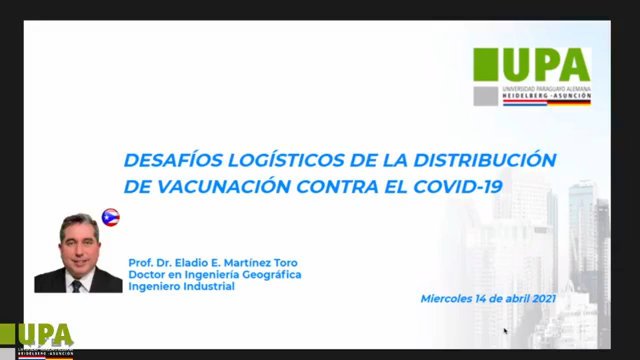 UPA
UNIVERSIDAD PARAGUAYO ALEMANA
HEIDELBERG - ASUNCIÓN
DESAFÍOS LOGÍSTICOS DE LA DISTRIBUCIÓN
DE VACUNACIÓN CONTRA EL COVID-19
Prof. Dr. Eladio E. Martínez Toro
Doctor en Ingeniería Geográfica
Ingeniero Industrial
Miercoles 14 de abril 2021
UPA
HEIDELBERG - ASUNCIÓN